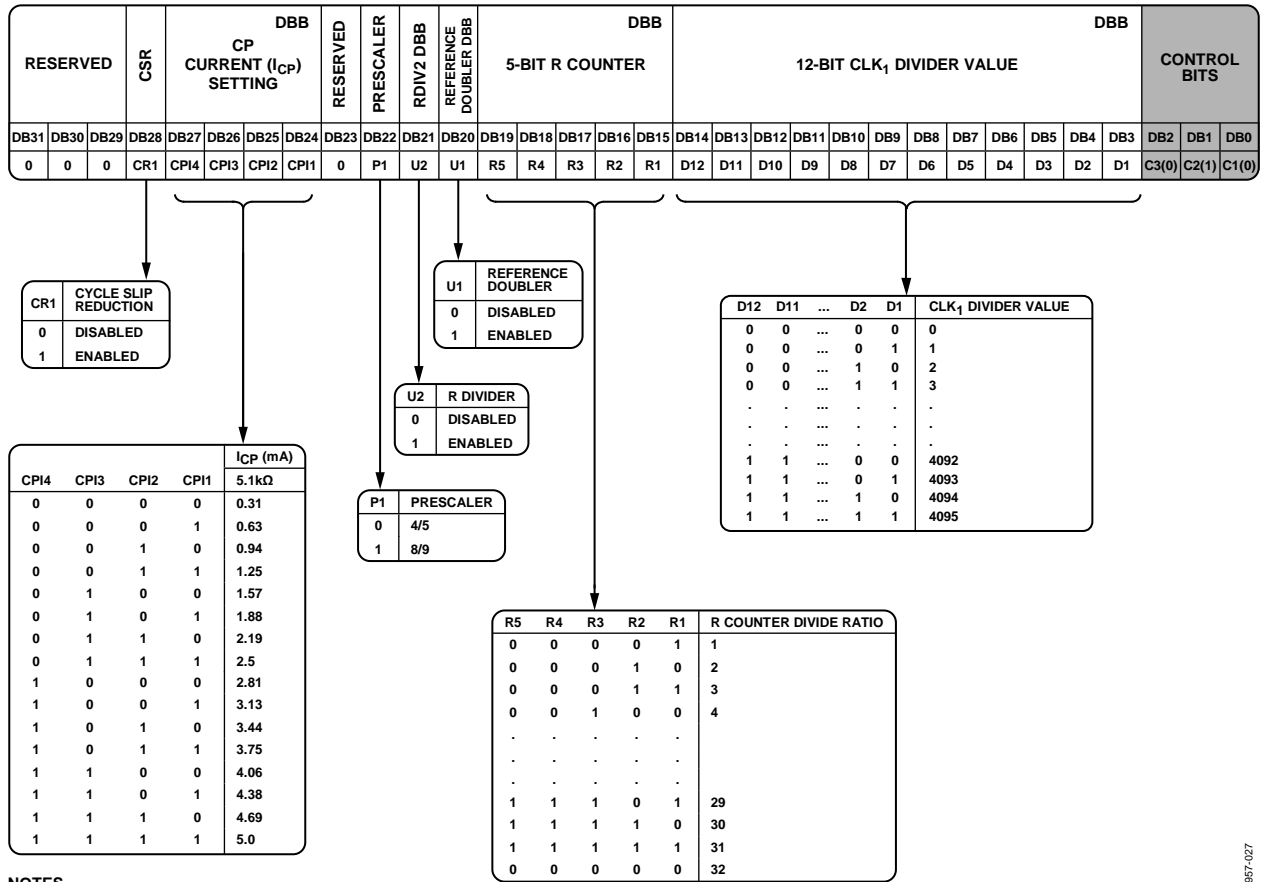 RESERVED
CSR
DBB
CP
CURRENT (ICP)
SETTING
RESERVED
PRESCALER
RDIV2 DBB
REFERENCE
DOUBLER DBB
DBB
5-BIT R COUNTER
DBB
12-BIT CLK1 DIVIDER VALUE
CONTROL
BITS
DB31 DB30 DB29 DB28 DB27 DB26 DB25 DB24 DB23 DB22 DB21 DB20 DB19 DB18 DB17 DB16 DB15 DB14 DB13 DB12 DB11 DB10 DB9 DB8 DB7 DB6 DB5 DB4 DB3 DB2 DB1 DB0
0 0 0 CR1 CPI4 CPI3 CPI2 CPI1 0 P1 U2 U1 R5 R4 R3 R2 R1 D12 D11 D10 D9 D8 D7 D6 D5 D4 D3 D2 D1 C3(0) C2(1) C1(0)
CR1 CYCLE SLIP
REDUCTION
0 DISABLED
1 ENABLED
U1 REFERENCE
DOUBLER
0 DISABLED
1 ENABLED
U2 R DIVIDER
0 DISABLED
1 ENABLED
P1 PRESCALER
0 4/5
1 8/9
D12 D11 ... D2 D1 CLK1 DIVIDER VALUE
0 0 ... 0 0 0
0 0 ... 0 1 1
0 0 ... 1 0 2
0 0 ... 1 1 3
. . ... . . .
. . ... . . .
. . ... . . .
1 1 ... 0 0 4092
1 1 ... 0 1 4093
1 1 ... 1 0 4094
1 1 ... 1 1 4095
ICP (mA)
CPI4 CPI3 CPI2 CPI1 5.1kΩ
0 0 0 0 0.31
0 0 0 1 0.63
0 0 1 0 0.94
0 0 1 1 1.25
0 1 0 0 1.57
0 1 0 1 1.88
0 1 1 0 2.19
0 1 1 1 2.5
1 0 0 0 2.81
1 0 0 1 3.13
1 0 1 0 3.44
1 0 1 1 3.75
1 1 0 0 4.06
1 1 0 1 4.38
1 1 1 0 4.69
1 1 1 1 5.0
R5 R4 R3 R2 R1 R COUNTER DIVIDE RATIO
0 0 0 0 1 1
0 0 0 1 0 2
0 0 0 1 1 3
0 0 1 0 0 4
. . . . .
. . . . .
. . . . .
1 1 1 0 1 29
1 1 1 1 0 30
1 1 1 1 1 31
0 0 0 0 0 32
957-027